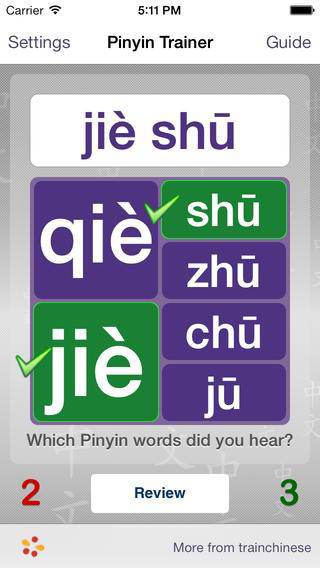 Carrier 5:11 PM
Settings Pinyin Trainer Guide
jiè shū
qiè
shū
zhū
jiè
chū
jū
Which Pinyin words did you hear?
2 Review 3
More from trainchinese